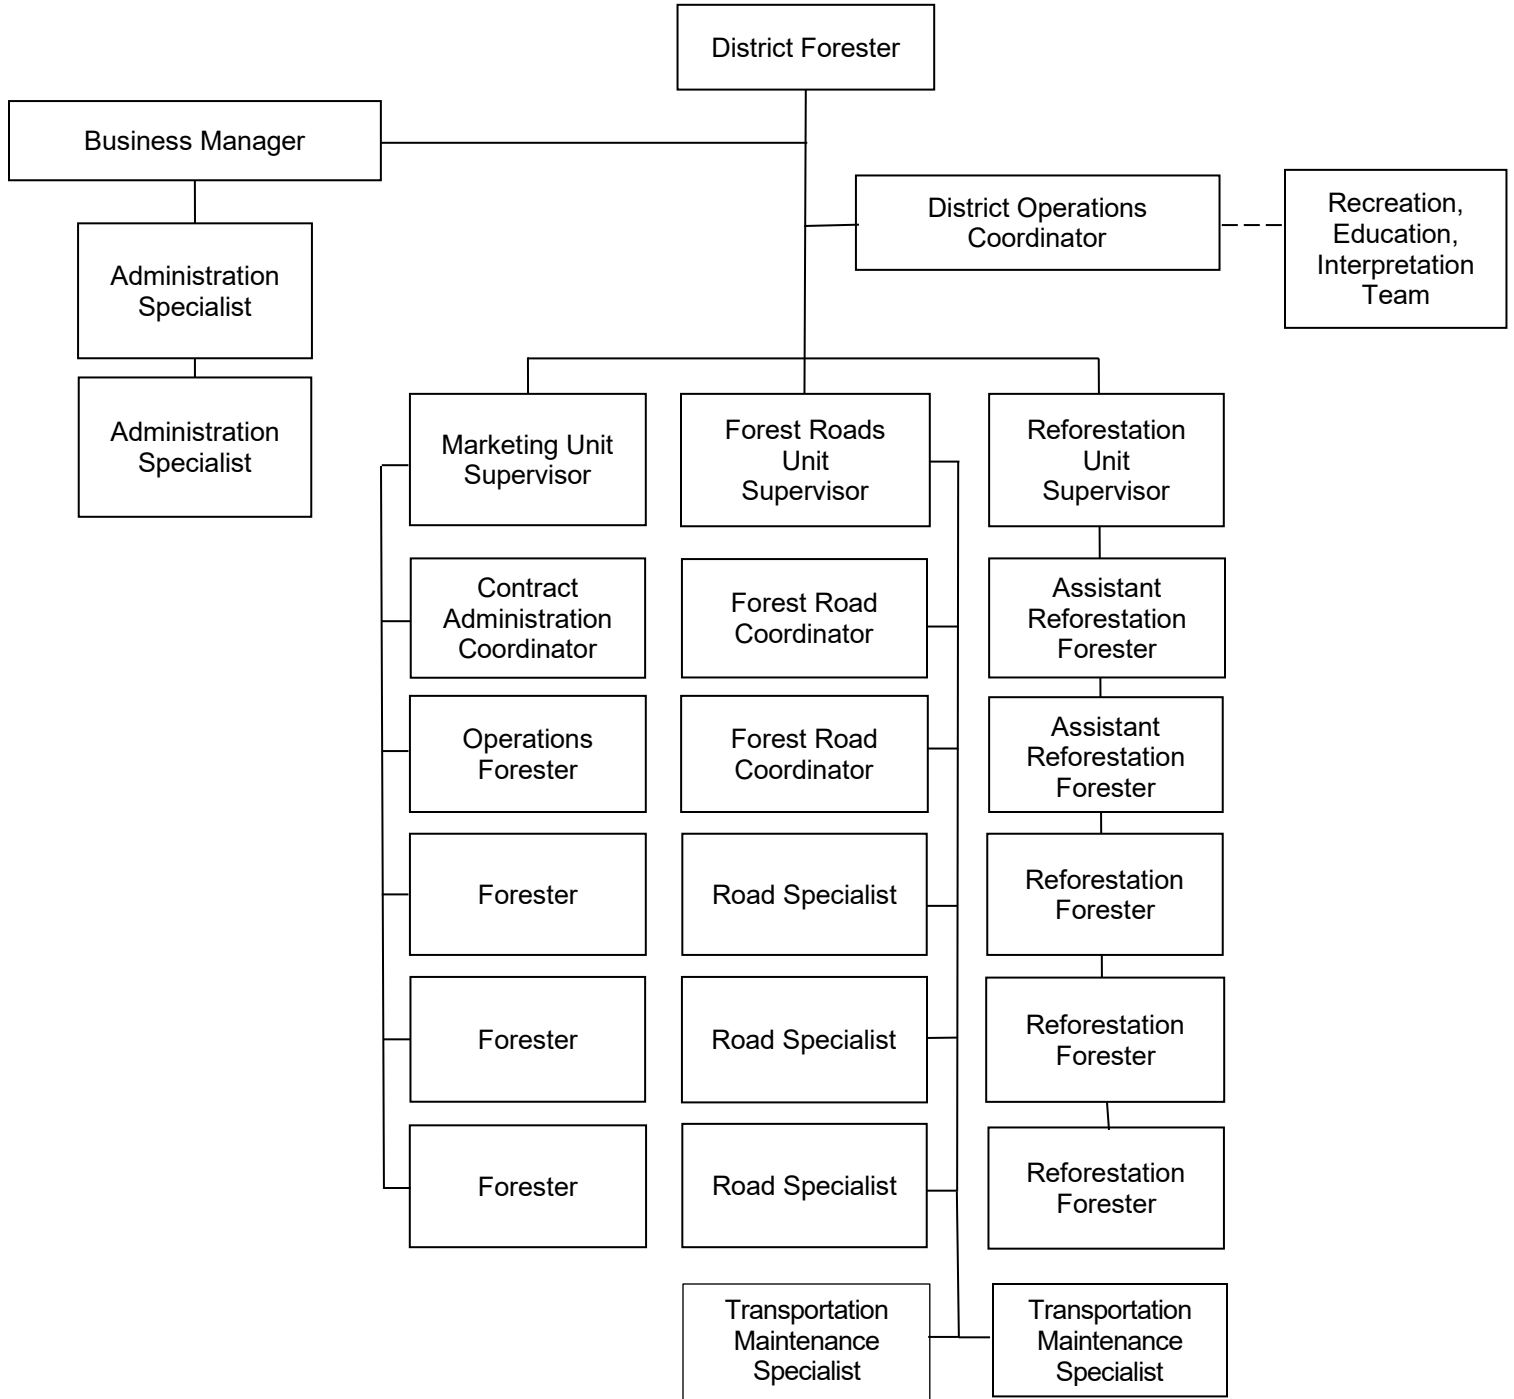 District Forester
Business Manager
District Operations
Coordinator
Recreation,
Education,
Interpretation
Team
Administration
Specialist
Administration
Specialist
Marketing Unit
Supervisor
Contract
Administration
Coordinator
Operations
Forester
Forester
Forester
Forester
Forest Roads
Unit
Supervisor
Forest Road
Coordinator
Forest Road
Coordinator
Road Specialist
Road Specialist
Road Specialist
Transportation
Maintenance
Specialist
Reforestation
Unit
Supervisor
Assistant
Reforestation
Forester
Assistant
Reforestation
Forester
Reforestation
Forester
Reforestation
Forester
Reforestation
Forester
Transportation
Maintenance
Specialist